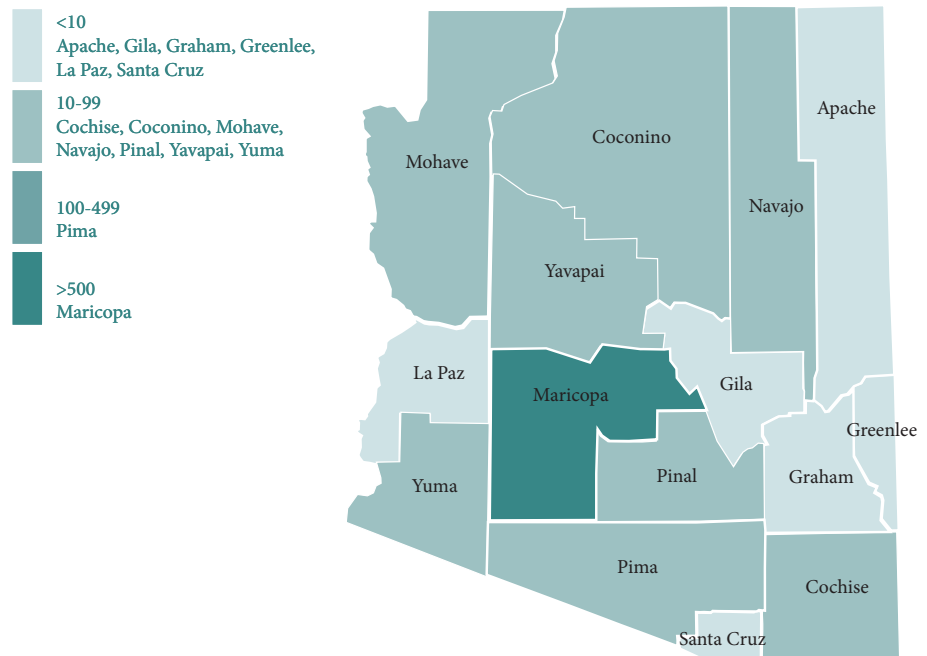 <10
Apache, Gila, Graham, Greenlee,
La Paz, Santa Cruz
10-99
Cochise, Coconino, Mohave,
Navajo, Pinal, Yavapai, Yuma
100-499
Pima
>500
Maricopa
Apache
Coconino
Mohave
Navajo
Yavapai
La Paz
Gila
Maricopa
Greenlee
Pinal
Graham
Yuma
Pima
Cochise
Santa Cruz